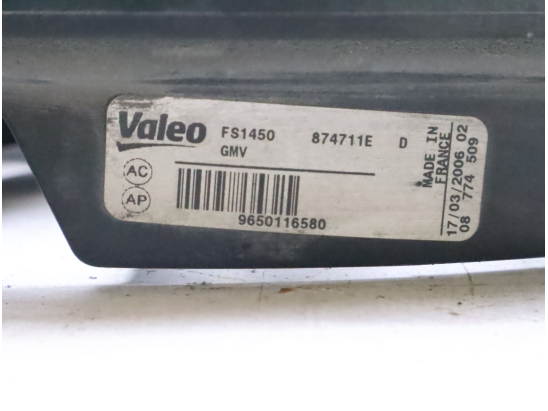 Valeo FS1450 874711E D
GMV
AC
AP
9650116580
MADE IN
FRANCE
17/03/2006 02
08 774 509